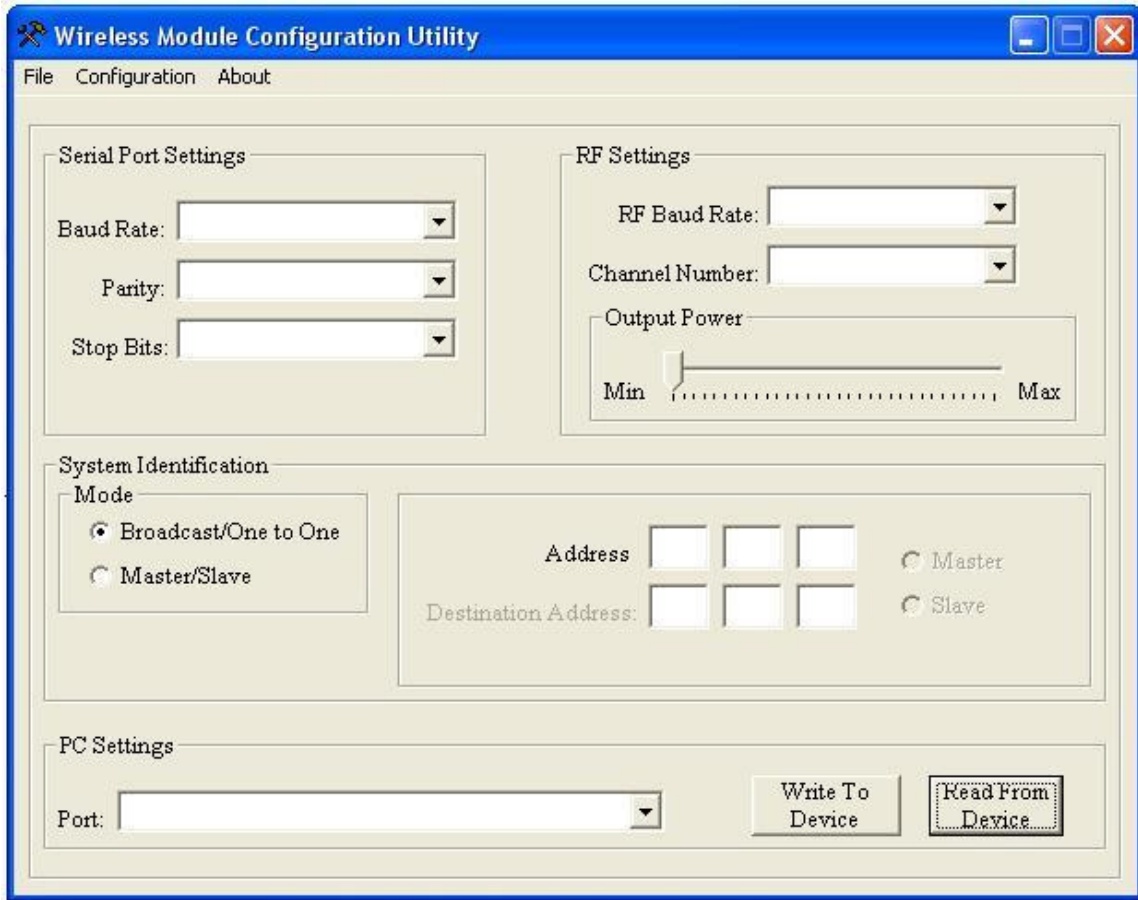 Wireless Module Configuration Utility
File Configuration About
Serial Port Settings
Baud Rate:
Parity:
Stop Bits:
RF Settings
RF Baud Rate:
Channel Number:
Output Power
Min Max
System Identification
Mode
Broadcast/One to One
Master/Slave
Address
Destination Address:
Master
Slave
PC Settings
Port:
Write To
Device
Read From
Device